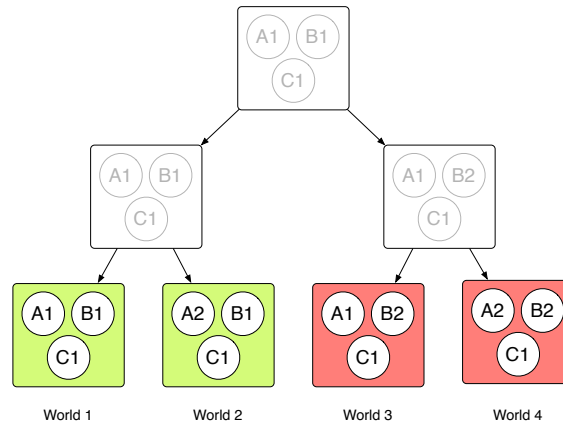 A1 B1
C1
A1 B1
C1
A1 B2
C1
A1 B1
C1
A2 B1
C1
A1 B2
C1
A2 B2
C1
World 1
World 2
World 3
World 4